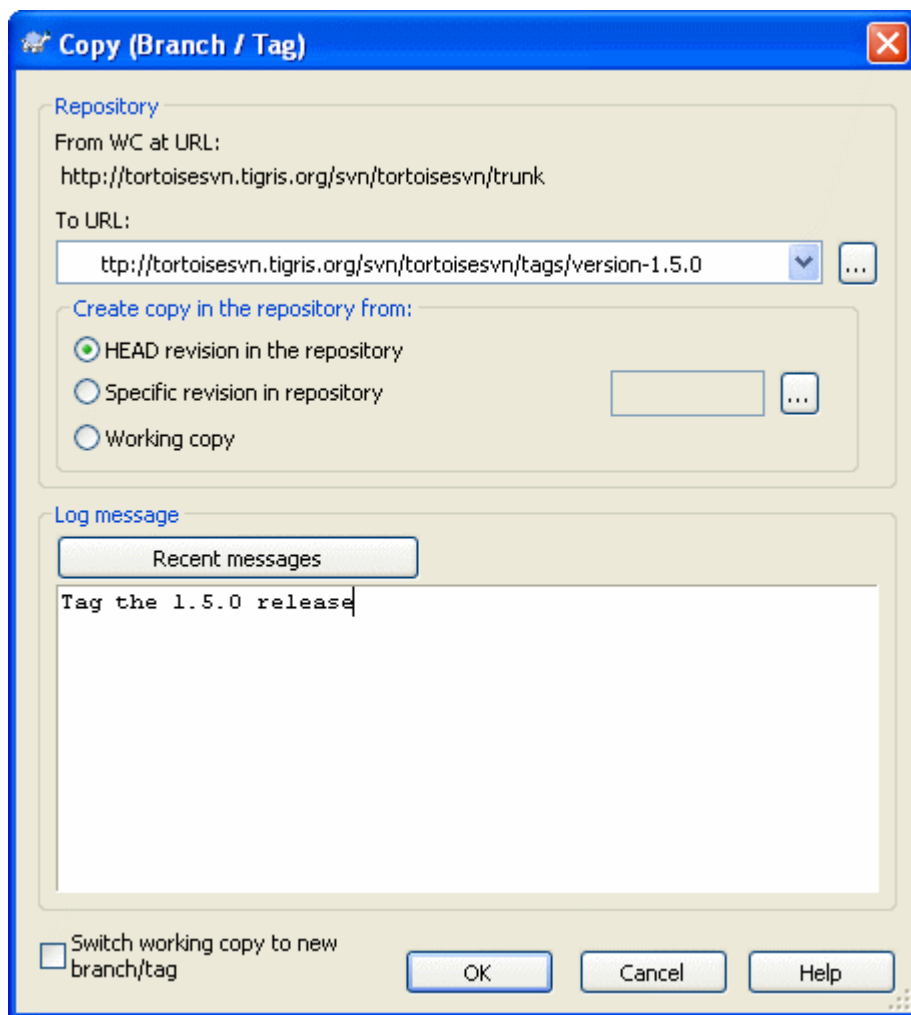 Copy (Branch / Tag)
Repository
From WC at URL:
http://tortoisesvn.tigris.org/svn/tortoisesvn/trunk
To URL:
ttp://tortoisesvn.tigris.org/svn/tortoisesvn/tags/version-1.5.0
...
Create copy in the repository from:
HEAD revision in the repository
Specific revision in repository
...
Working copy
Log message
Recent messages
Tag the 1.5.0 release
Switch working copy to new
branch/tag
OK Cancel Help